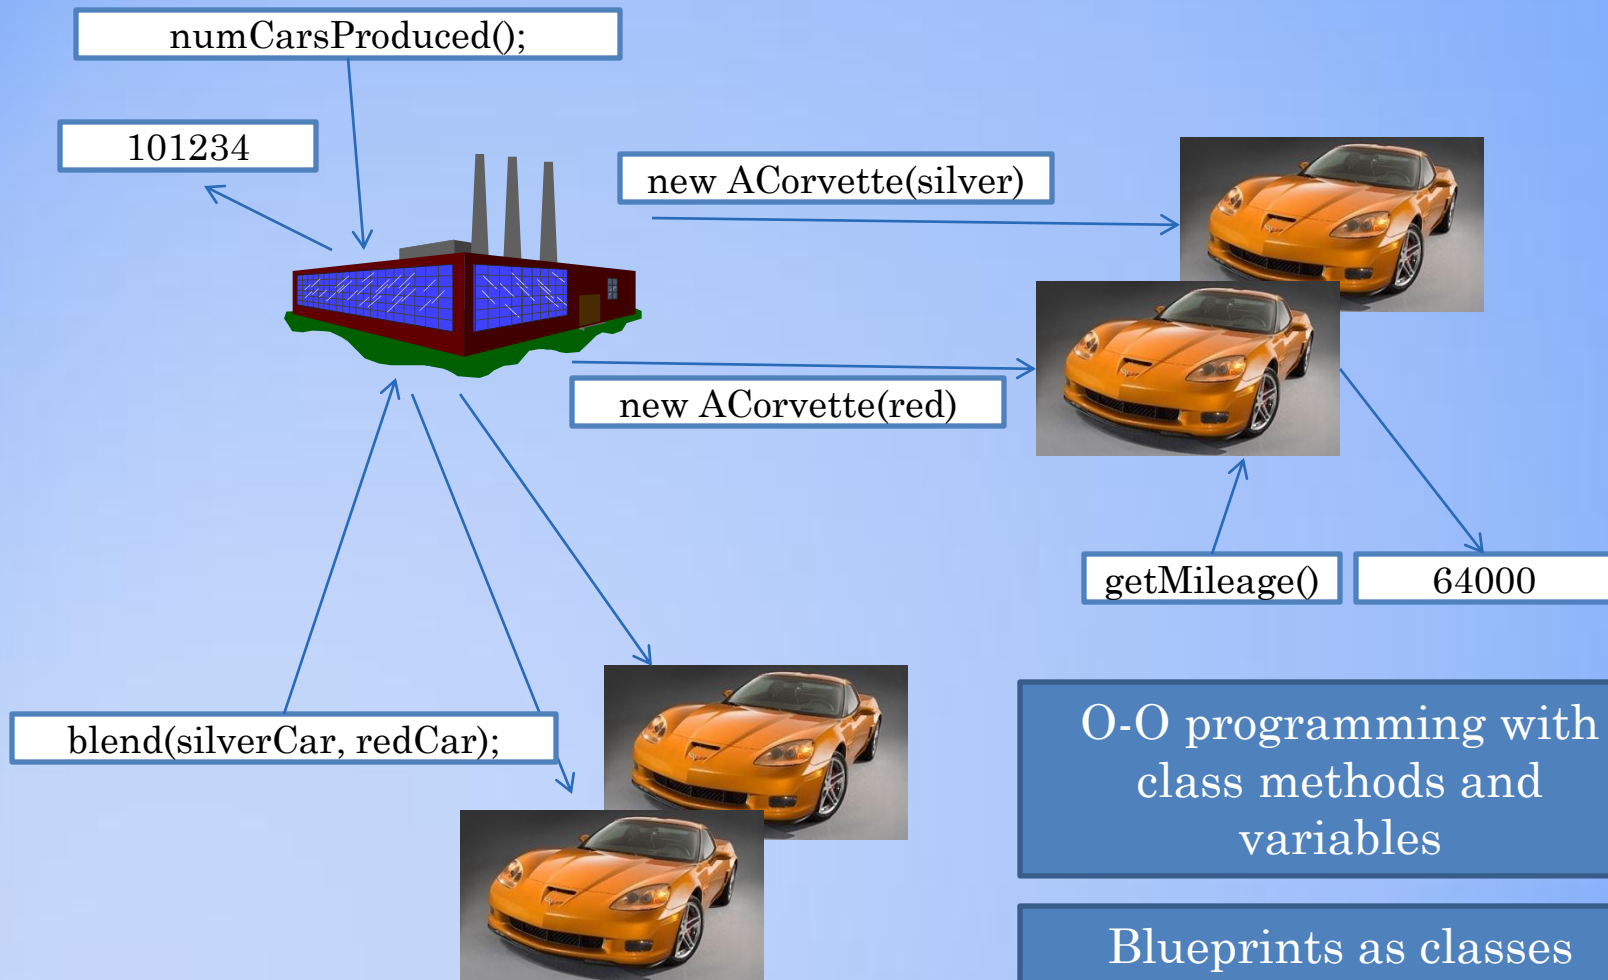 numCarsProduced();
101234
new ACorvette(silver)
new ACorvette(red)
getMileage()
64000
blend(silverCar, redCar);
O-O programming with
class methods and
variables
Blueprints as classes